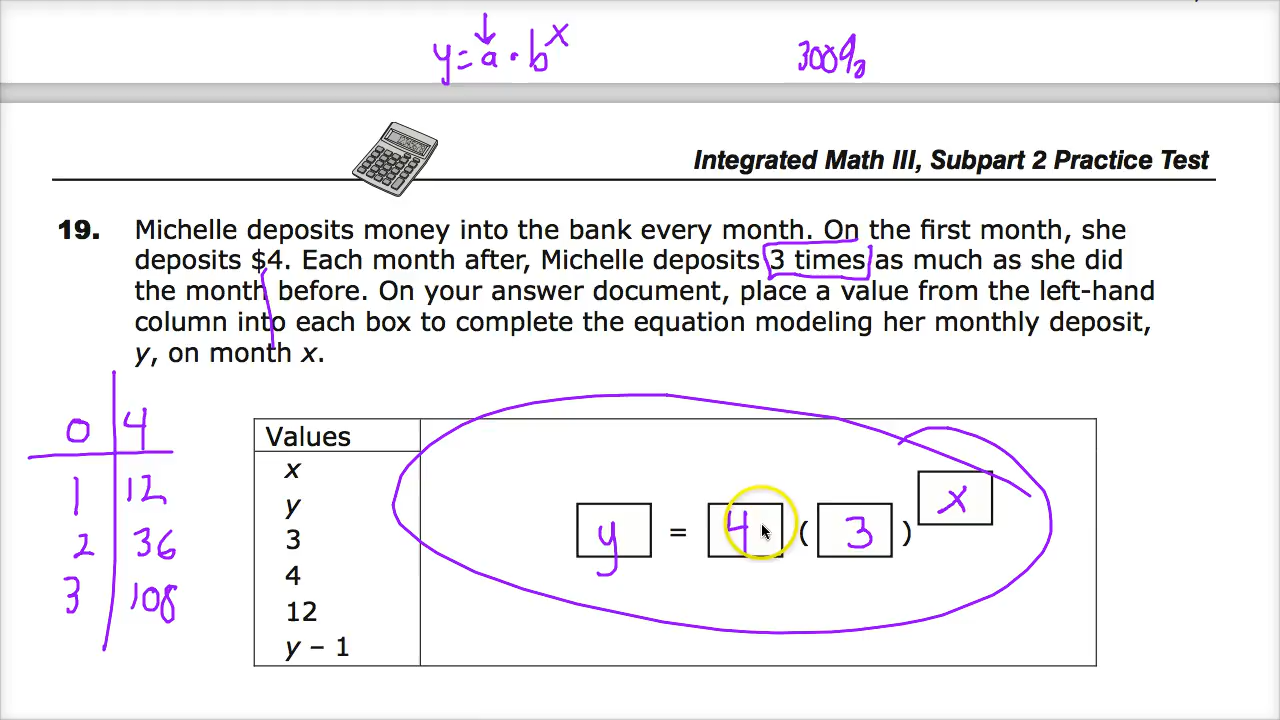 y = a · b^x
300%
Integrated Math III, Subpart 2 Practice Test
19. Michelle deposits money into the bank every month. On the first month, she
deposits $4. Each month after, Michelle deposits 3 times as much as she did
the month before. On your answer document, place a value from the left-hand
column into each box to complete the equation modeling her monthly deposit,
y, on month x.
0 4
1 12
2 36
3 108
Values
x
y
3
4
12
y – 1
y = 4 ( 3 ) x